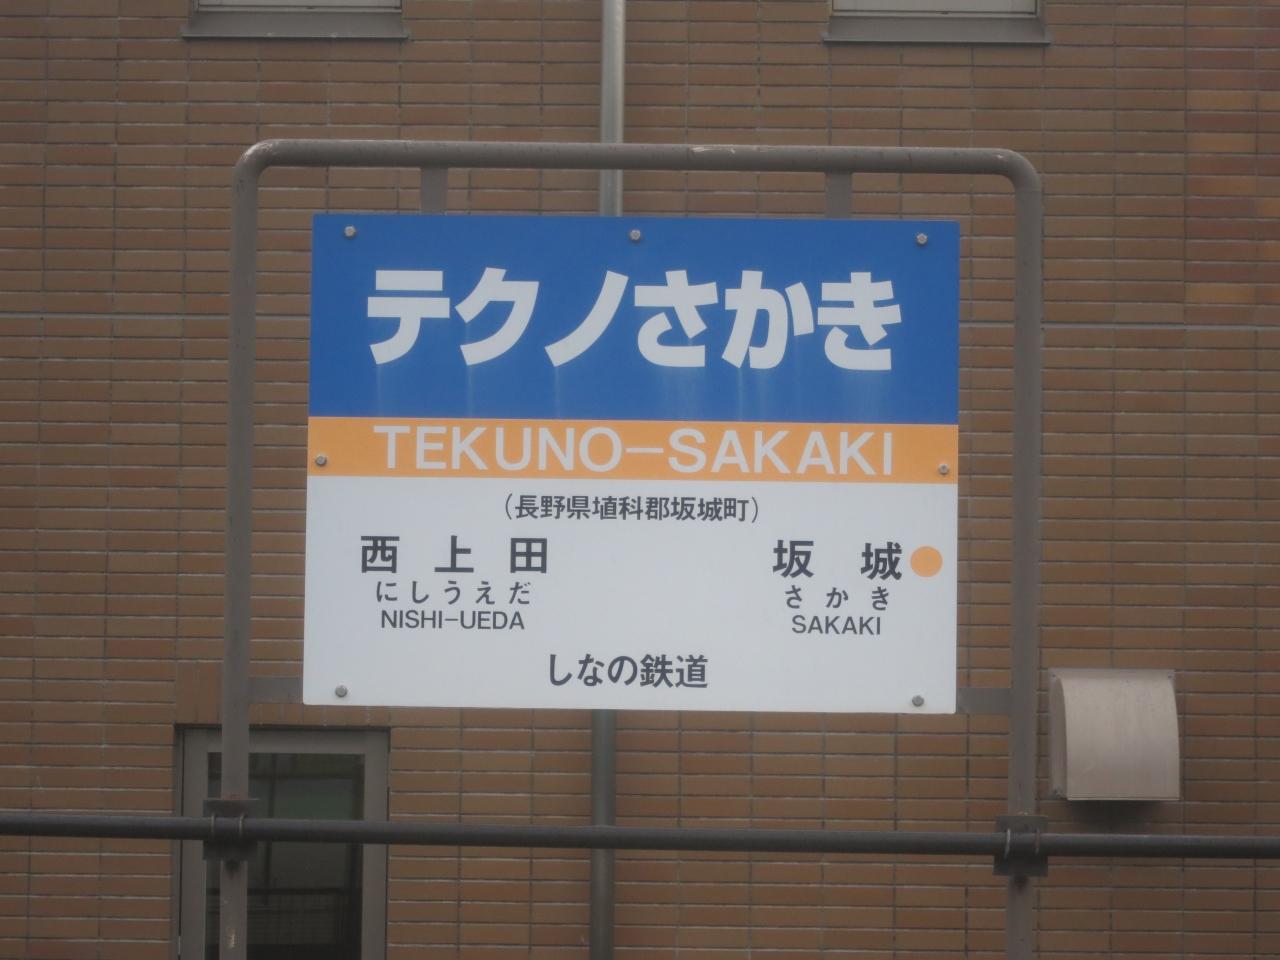 テクノさかき
TEKUNO-SAKAKI
(長野県埴科郡坂城町)
西上田 坂城
にしうえだ さかき
NISHI-UEDA SAKAKI
しなの鉄道